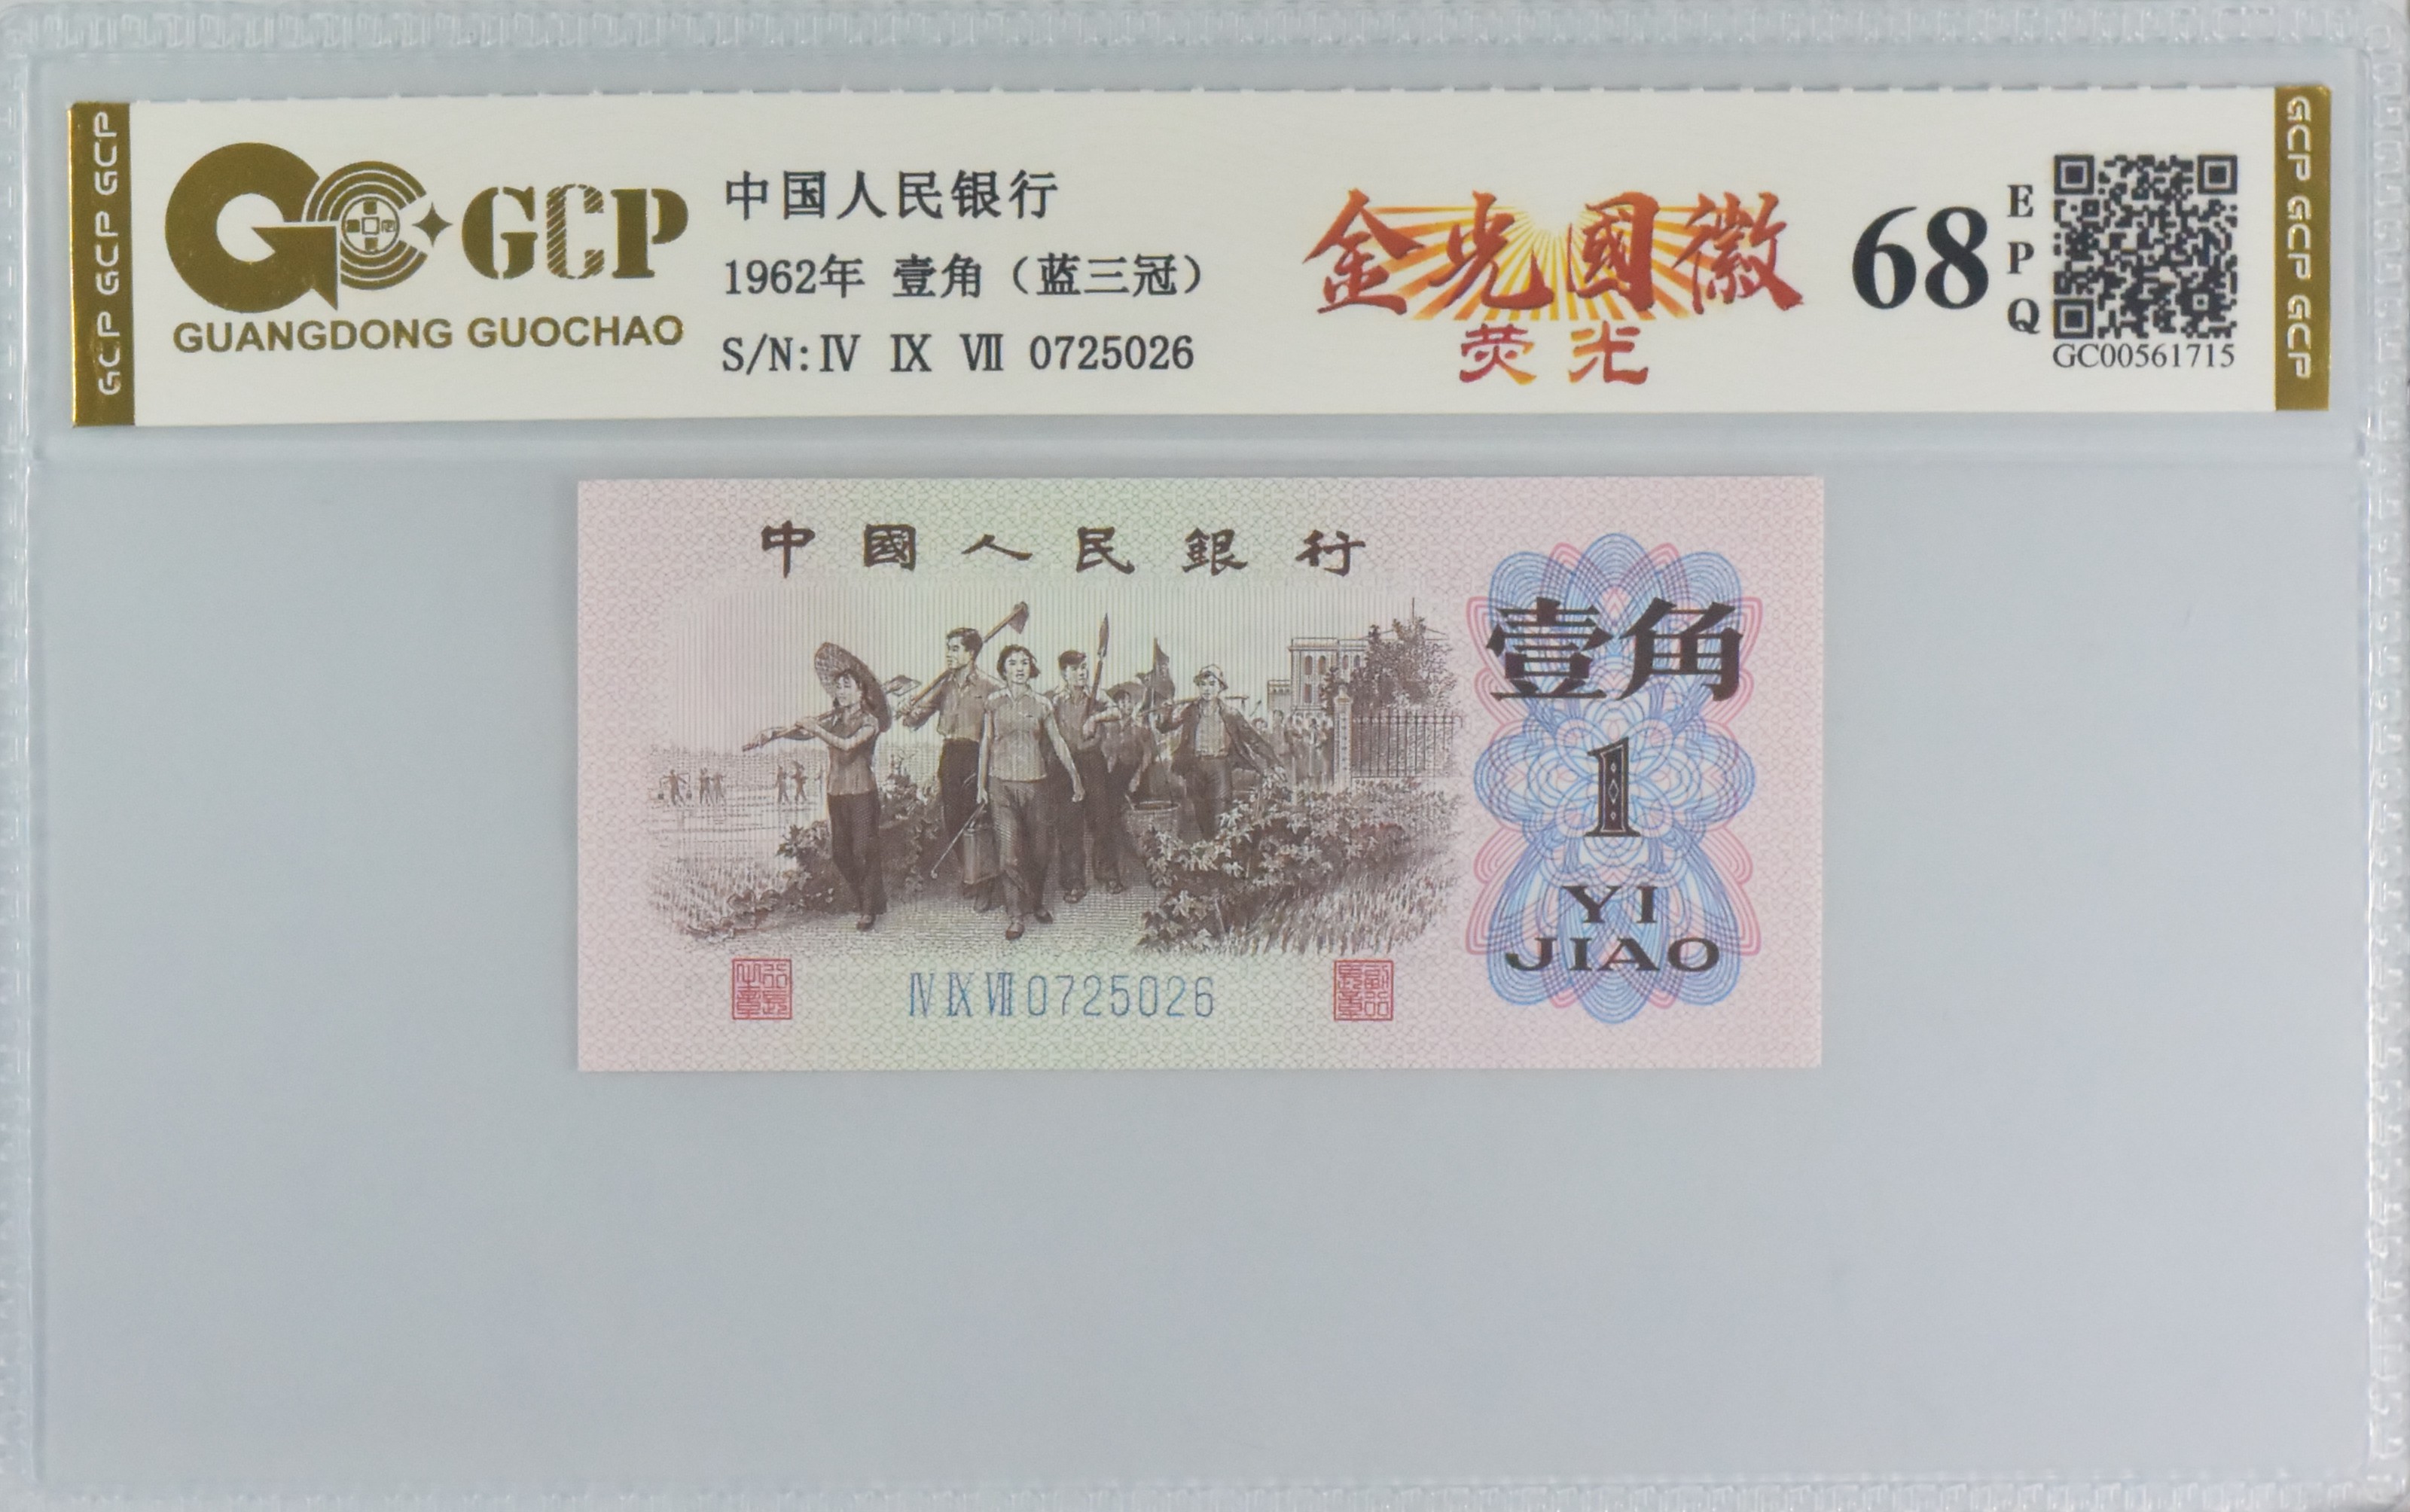 GCP GCP GCP
GCP
GUANGDONG GUOCHAO
中国人民银行
1962年 壹角（蓝三冠）
S/N:Ⅳ Ⅸ Ⅶ 0725026
金光國徽
荧光
68
EPQ
GC00561715
GCP GCP GCP
中國人民銀行
壹角
1
YI
JIAO
Ⅳ Ⅸ Ⅶ 0725026